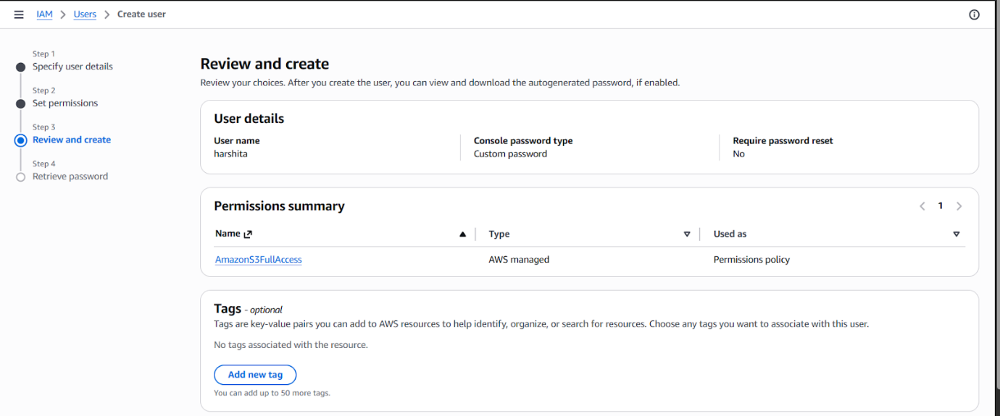 IAM > Users > Create user
Step 1
Specify user details
Step 2
Set permissions
Step 3
Review and create
Step 4
Retrieve password
Review and create
Review your choices. After you create the user, you can view and download the autogenerated password, if enabled.
User details
User name
harshita
Console password type
Custom password
Require password reset
No
Permissions summary
1
Name Type Used as
AmazonS3FullAccess AWS managed Permissions policy
Tags - optional
Tags are key-value pairs you can add to AWS resources to help identify, organize, or search for resources. Choose any tags you want to associate with this user.
No tags associated with the resource.
Add new tag
You can add up to 50 more tags.